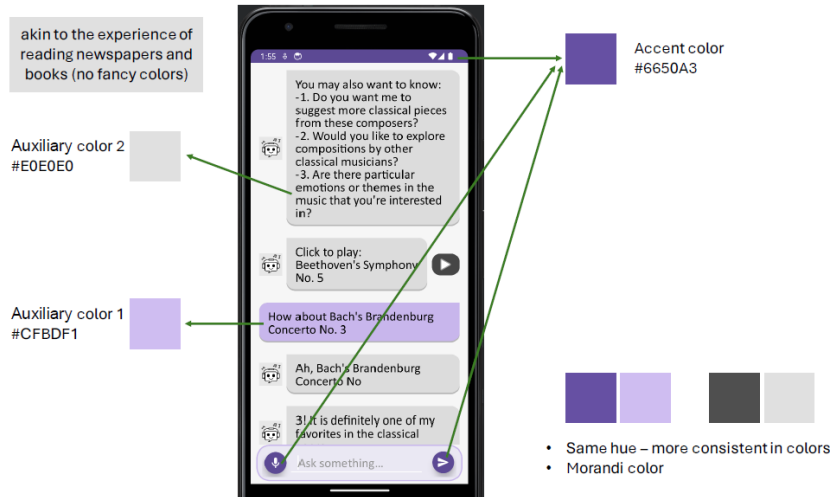 akin to the experience of
reading newspapers and
books (no fancy colors)
Auxiliary color 2
#E0E0E0
Auxiliary color 1
#CFBDF1
1:55
You may also want to know:
-1. Do you want me to
suggest more classical pieces
from these composers?
-2. Would you like to explore
compositions by other
classical musicians?
-3. Are there particular
emotions or themes in the
music that you're interested
in?
Click to play:
Beethoven's Symphony
No. 5
How about Bach's Brandenburg
Concerto No. 3
Ah, Bach's Brandenburg
Concerto No
3! It is definitely one of my
favorites in the classical
Ask something...
Accent color
#6650A3
• Same hue – more consistent in colors
• Morandi color